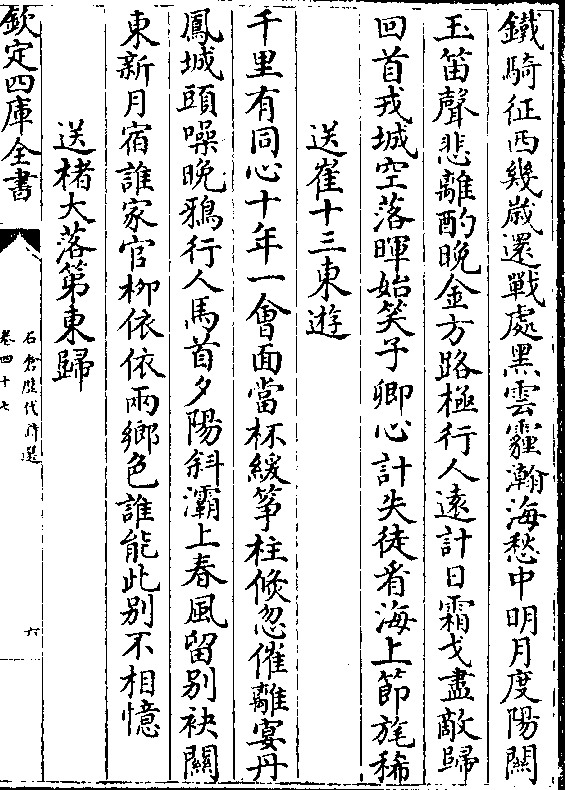 鐵騎征西幾歲還戰處黑雲霾瀚海愁中明月度陽關
玉笛聲悲離酌晚金方路極行人遠計日霜戈盡敵歸
回首戎城空落暉始笑子卿心計失徒看海上節旄稀
送崔十三東遊
千里有同心十年一會面當杯緩箏柱倐忽催離宴丹
鳳城頭噪晚鴉行人馬首夕陽斜灞上春風留別袂關
東新月宿誰家官柳依依兩鄉色誰能此別不相憶
送楮大落第東歸
欽定四庫全書
石倉歷代詩選
卷四十七
六